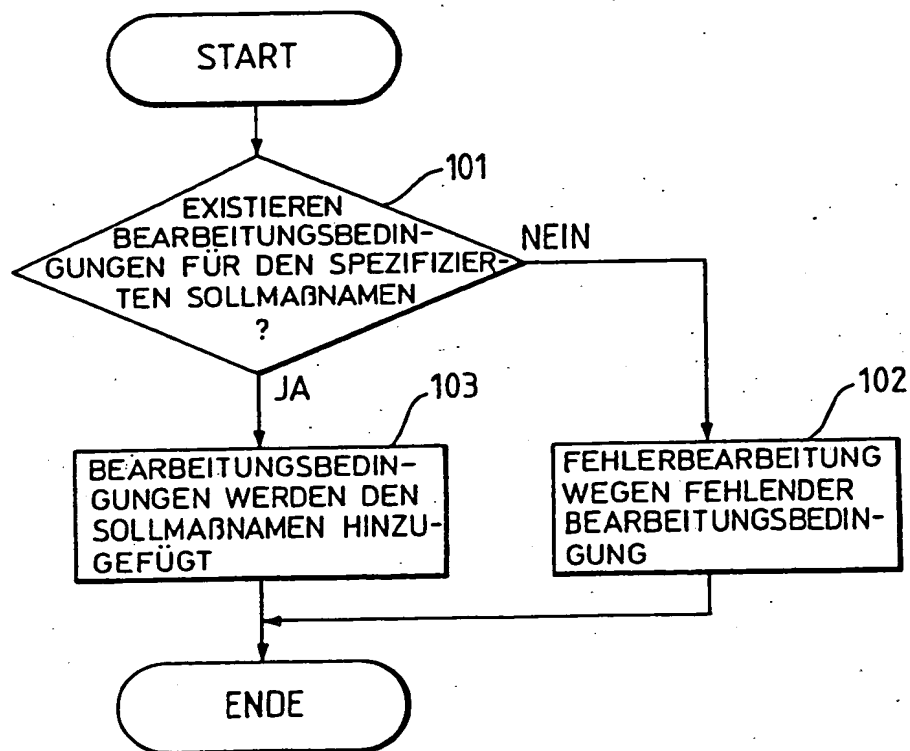 START
101
EXISTIEREN
BEARBEITUNGSBEDIN-
GUNGEN FÜR DEN SPEZIFIZIER-
TEN SOLLMAßNAMEN
?
NEIN
JA
103
BEARBEITUNGSBEDIN-
GUNGEN WERDEN DEN
SOLLMAßNAMEN HINZU-
GEFÜGT
102
FEHLERBEARBEITUNG
WEGEN FEHLENDER
BEARBEITUNGSBEDIN-
GUNG
ENDE